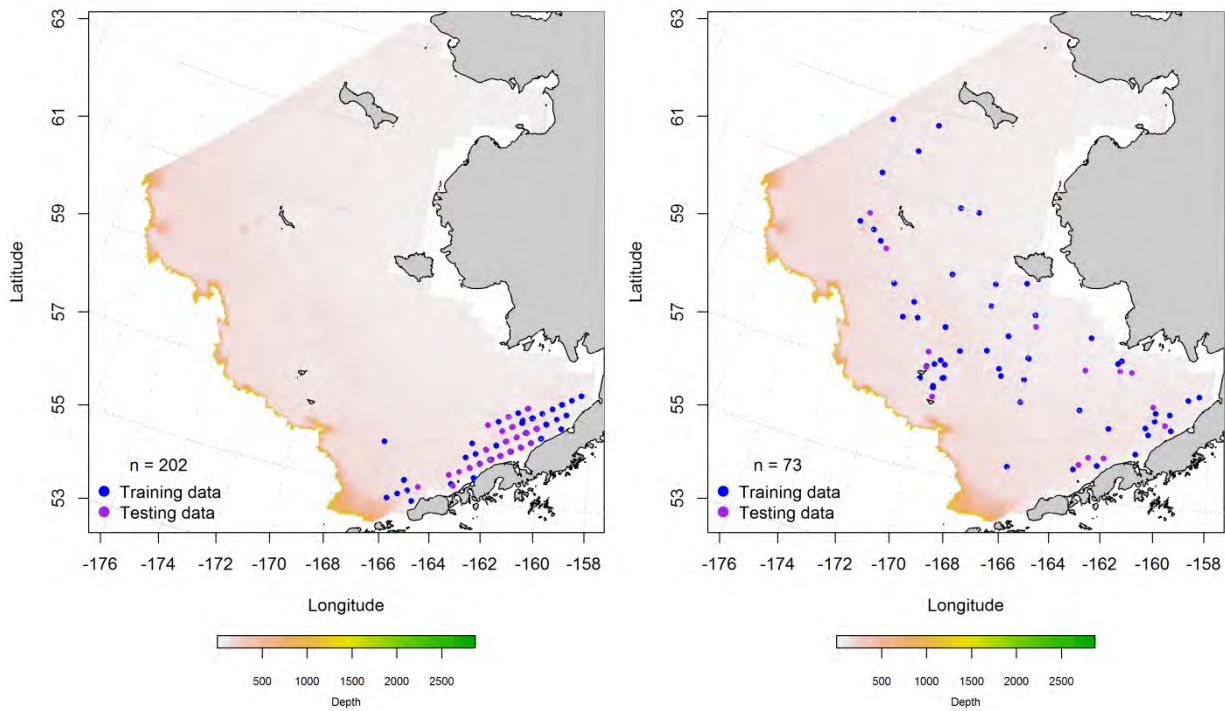 63
61
59
57
55
53
Latitude
n = 202
Training data
Testing data
-176 -174 -172 -170 -168 -166 -164 -162 -160 -158
Longitude
500 1000 1500 2000 2500
Depth
63
61
59
57
55
53
Latitude
n = 73
Training data
Testing data
-176 -174 -172 -170 -168 -166 -164 -162 -160 -158
Longitude
500 1000 1500 2000 2500
Depth